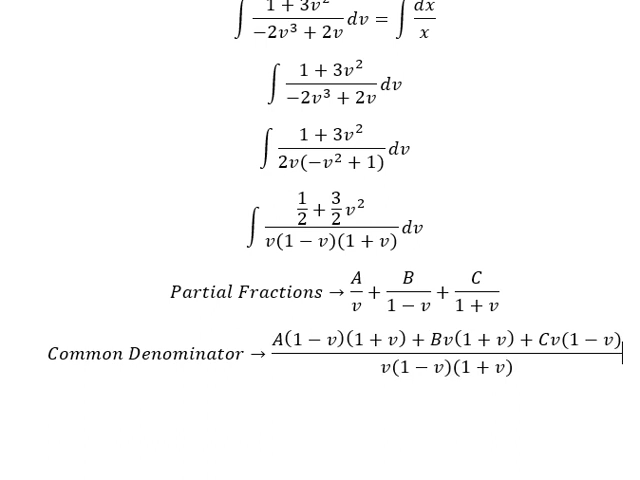 ∫ (1 + 3v²)/(−2v³ + 2v) dv = ∫ dx/x
∫ (1 + 3v²)/(−2v³ + 2v) dv
∫ (1 + 3v²)/(2v(−v² + 1)) dv
∫ (1/2 + 3/2 v²)/(v(1 − v)(1 + v)) dv
Partial Fractions → A/v + B/(1 − v) + C/(1 + v)
Common Denominator → (A(1 − v)(1 + v) + Bv(1 + v) + Cv(1 − v))/(v(1 − v)(1 + v))